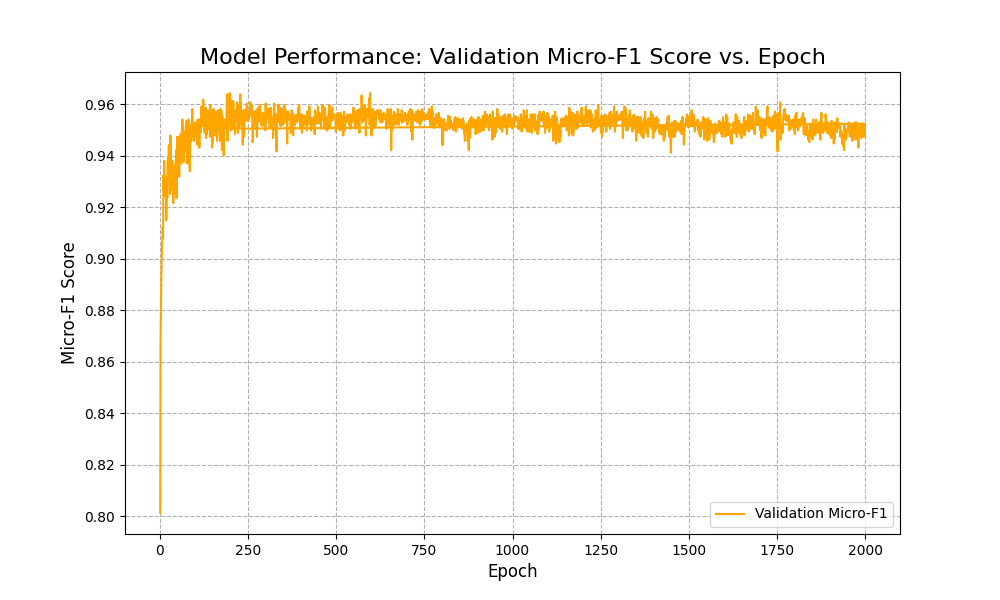 Model Performance: Validation Micro-F1 Score vs. Epoch
Micro-F1 Score
0.96
0.94
0.92
0.90
0.88
0.86
0.84
0.82
0.80
Validation Micro-F1
0 250 500 750 1000 1250 1500 1750 2000
Epoch